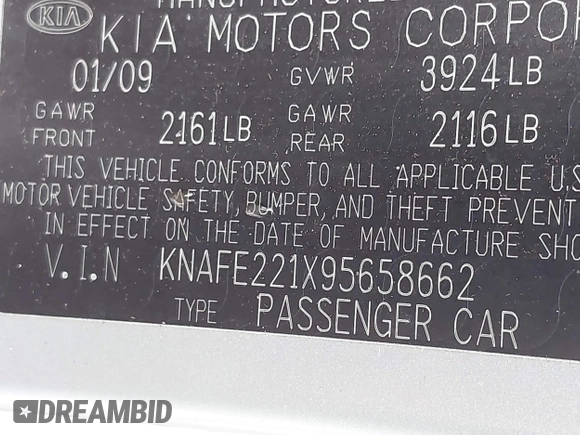 KIA
KIA MOTORS
01/09 GVWR 3924LB
GAWR FRONT 2161LB GAWR REAR 2116LB
THIS VEHICLE CONFORMS TO ALL APPLICABLE U.S
MOTOR VEHICLE SAFETY, BUMPER, AND THEFT PREVENT
IN EFFECT ON THE DATE OF MANUFACTURE SHO
V.I.N KNAFE221X95658662
TYPE PASSENGER CAR
DREAMBID